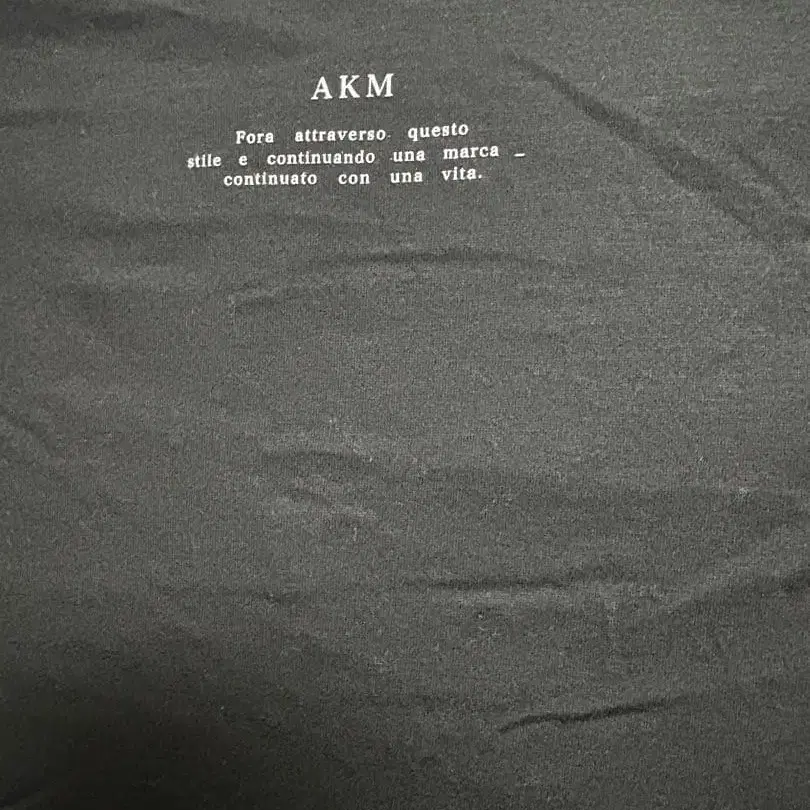 AKM
Fora attraverso questo
stile e continuando una marca –
continuato con una vita.